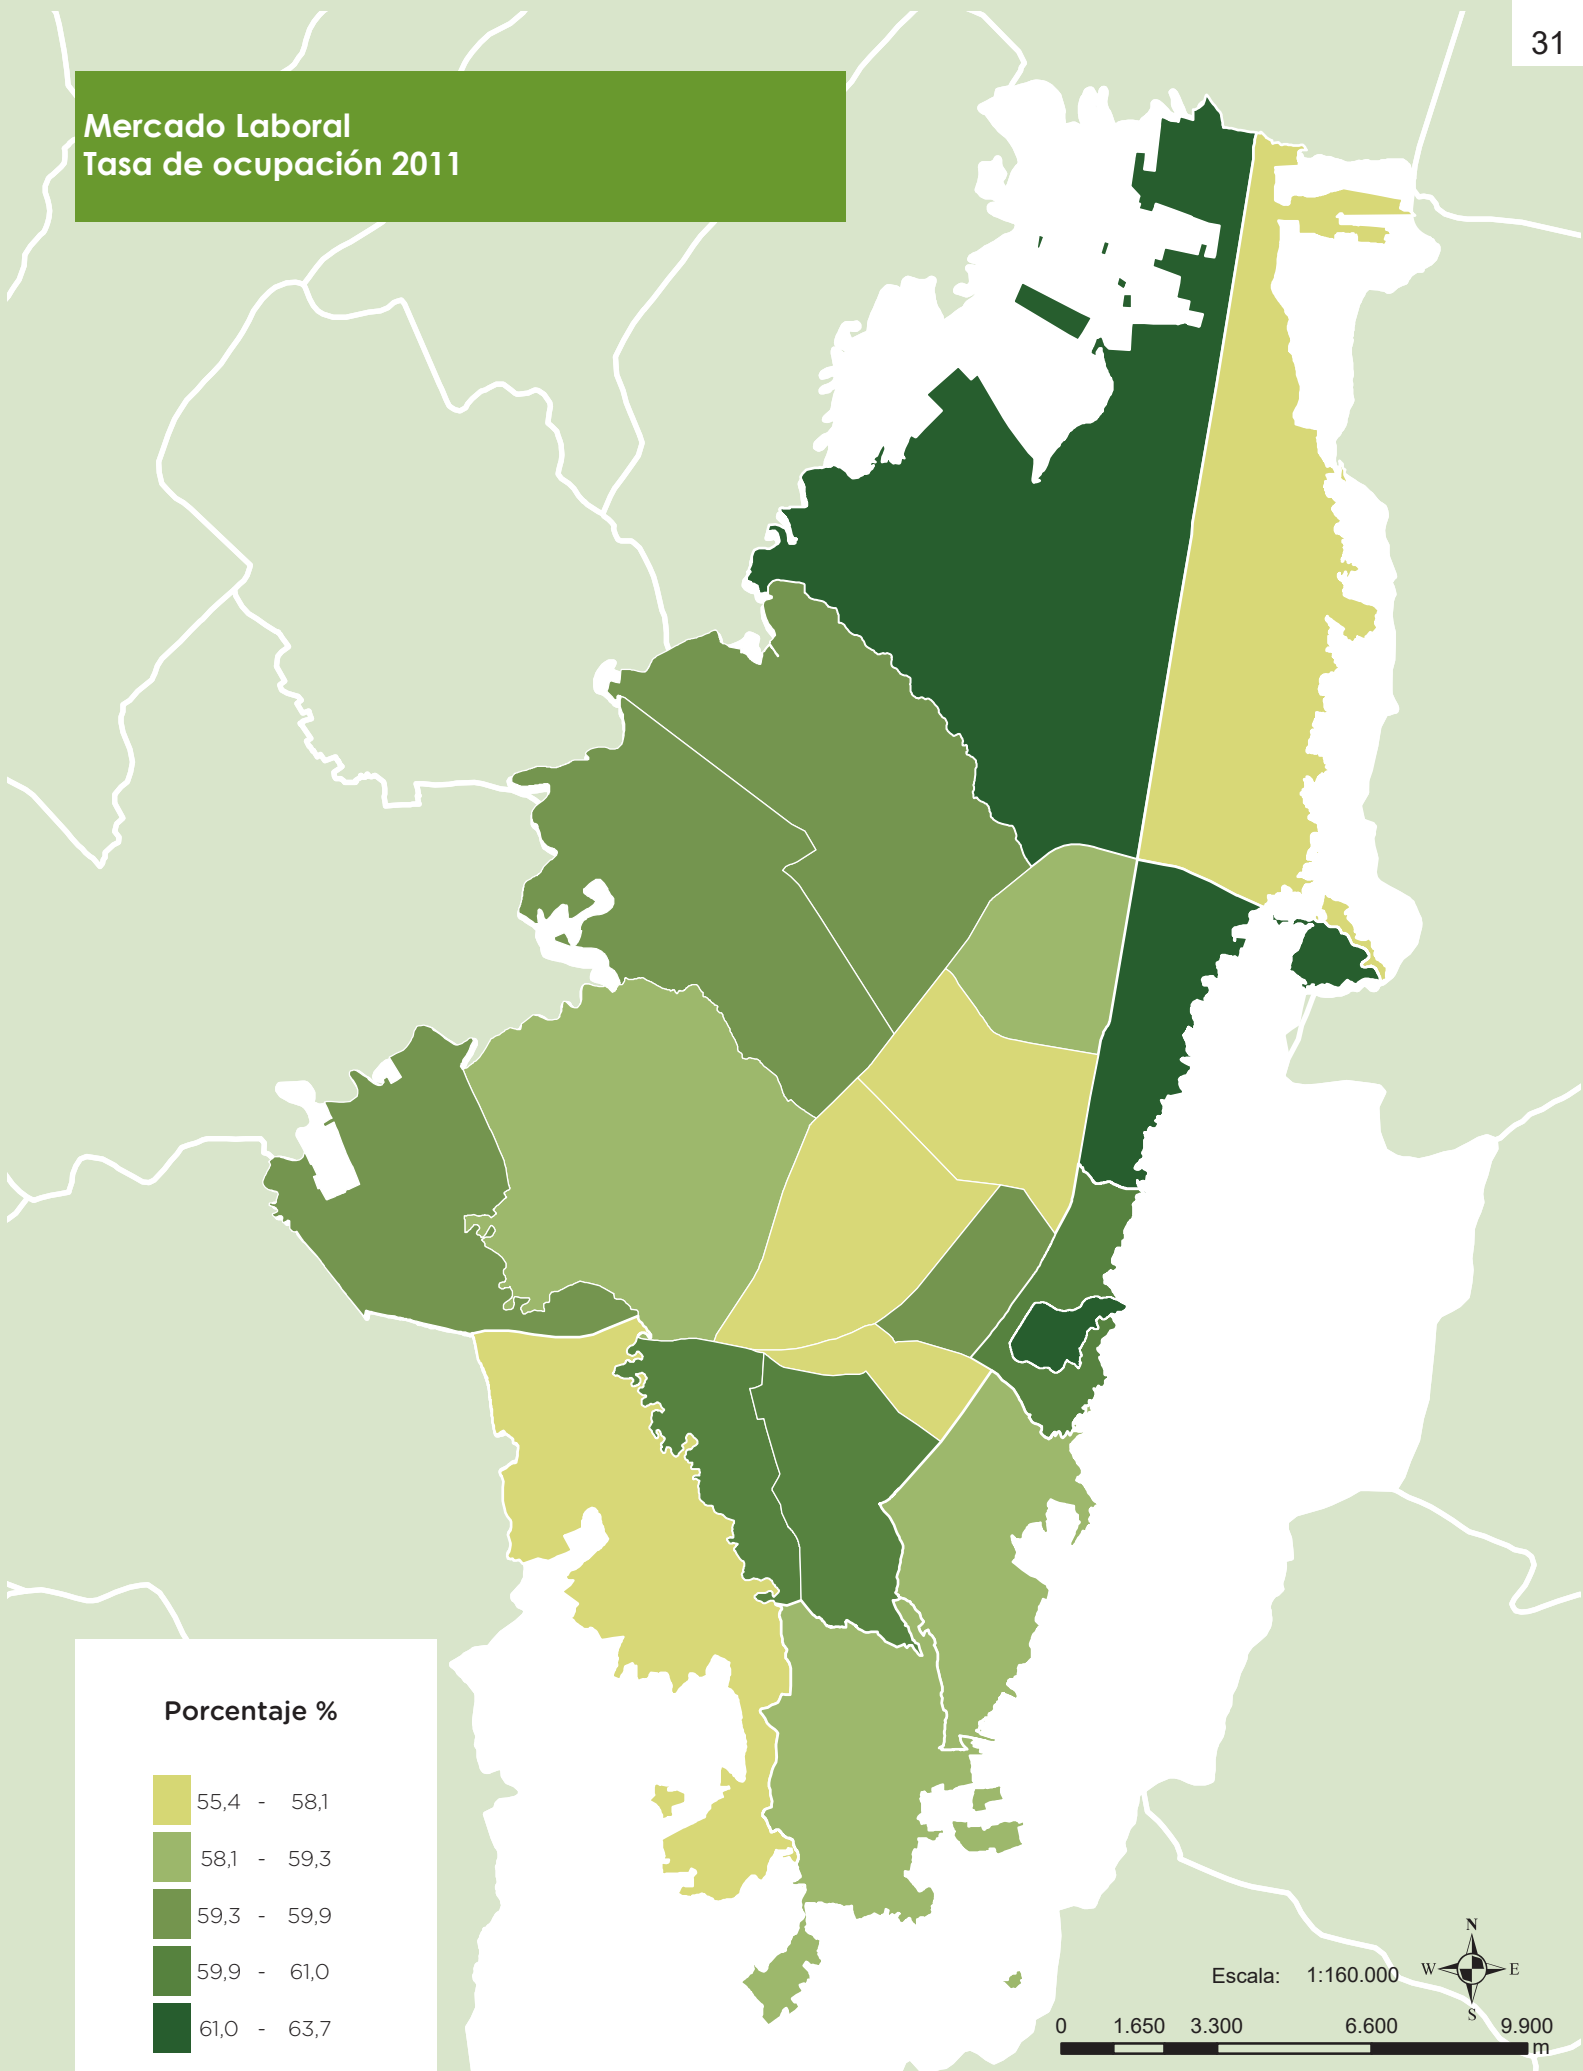 31
Mercado Laboral
Tasa de ocupación 2011
Porcentaje %
55,4 - 58,1
58,1 - 59,3
59,3 - 59,9
59,9 - 61,0
61,0 - 63,7
Escala: 1:160.000
N
W E
S
0 1.650 3.300 6.600 9.900
m